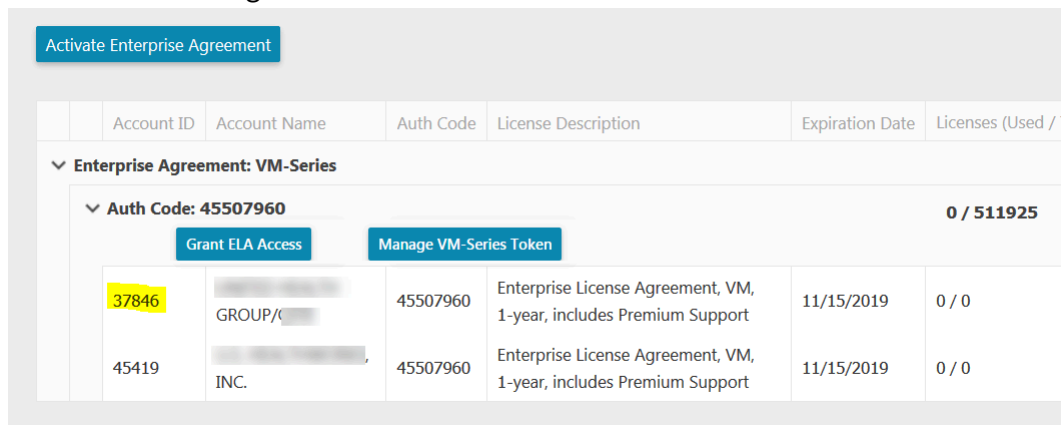 Activate Enterprise Agreement
Account ID Account Name Auth Code License Description Expiration Date Licenses (Used /
Enterprise Agreement: VM-Series
Auth Code: 45507960 0 / 511925
Grant ELA Access Manage VM-Series Token
37846 GROUP/ 45507960 Enterprise License Agreement, VM, 11/15/2019 0 / 0
1-year, includes Premium Support
45419 , INC. 45507960 Enterprise License Agreement, VM, 11/15/2019 0 / 0
1-year, includes Premium Support